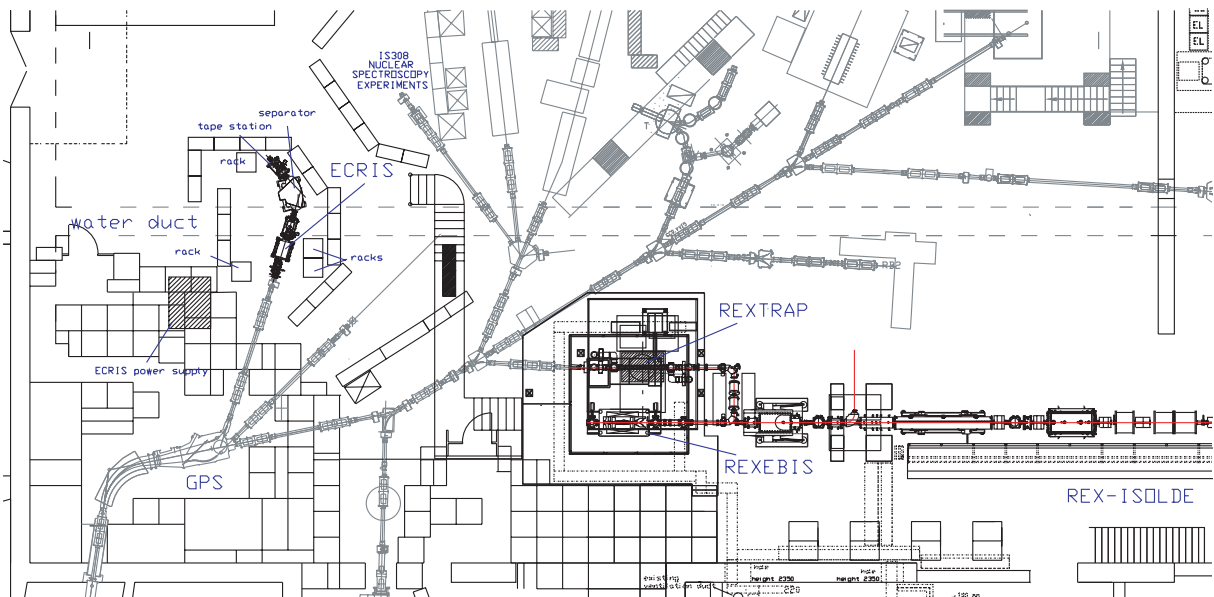 EL
EL
EL
IS308
NUCLEAR
SPECTROSCOPY
EXPERIMENTS
separator
tape station
rack
ECRIS
water duct
rack
racks
REXTRAP
ECRIS power supply
REXEBIS
GPS
REX-ISOLDE
height 2350
height 2350
existing
ventilation duct